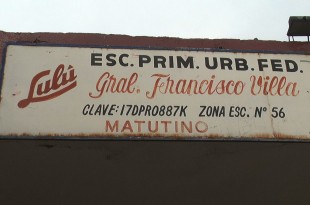 ESC. PRIM. URB. FED.
Lulú
Gral. Francisco Villa
CLAVE: 17DPR0887K ZONA ESC. Nº 56
MATUTINO